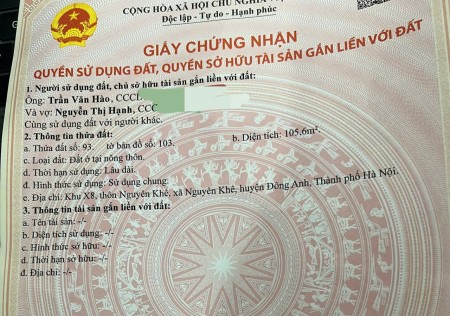 CỘNG HÒA XÃ HỘI CHỦ NGHĨA
Độc lập - Tự do - Hạnh phúc
GIẤY CHỨNG NHẬN
QUYỀN SỬ DỤNG ĐẤT, QUYỀN SỞ HỮU TÀI SẢN GẮN LIỀN VỚI ĐẤT
1. Người sử dụng đất, chủ sở hữu tài sản gắn liền với đất:
Ông: Trần Văn Hào, CCCD
Và vợ: Nguyễn Thị Hạnh, CCC
Cùng sử dụng đất với người khác.
2. Thông tin thửa đất:
a. Thửa đất số: 93. tờ bản đồ số: 103. b. Diện tích: 105,6m².
c. Loại đất: Đất ở tại nông thôn.
d. Thời hạn sử dụng: Lâu dài.
đ. Hình thức sử dụng: Sử dụng chung.
e. Địa chỉ: Khu X8, thôn Nguyên Khê, xã Nguyên Khê, huyện Đông Anh, Thành phố Hà Nội.
3. Thông tin tài sản gắn liền với đất:
a. Tên tài sản: -/-
b. Diện tích sử dụng: -/-
c. Hình thức sở hữu: -/-
d. Thời hạn sở hữu: -/-
đ. Địa chỉ: -/-